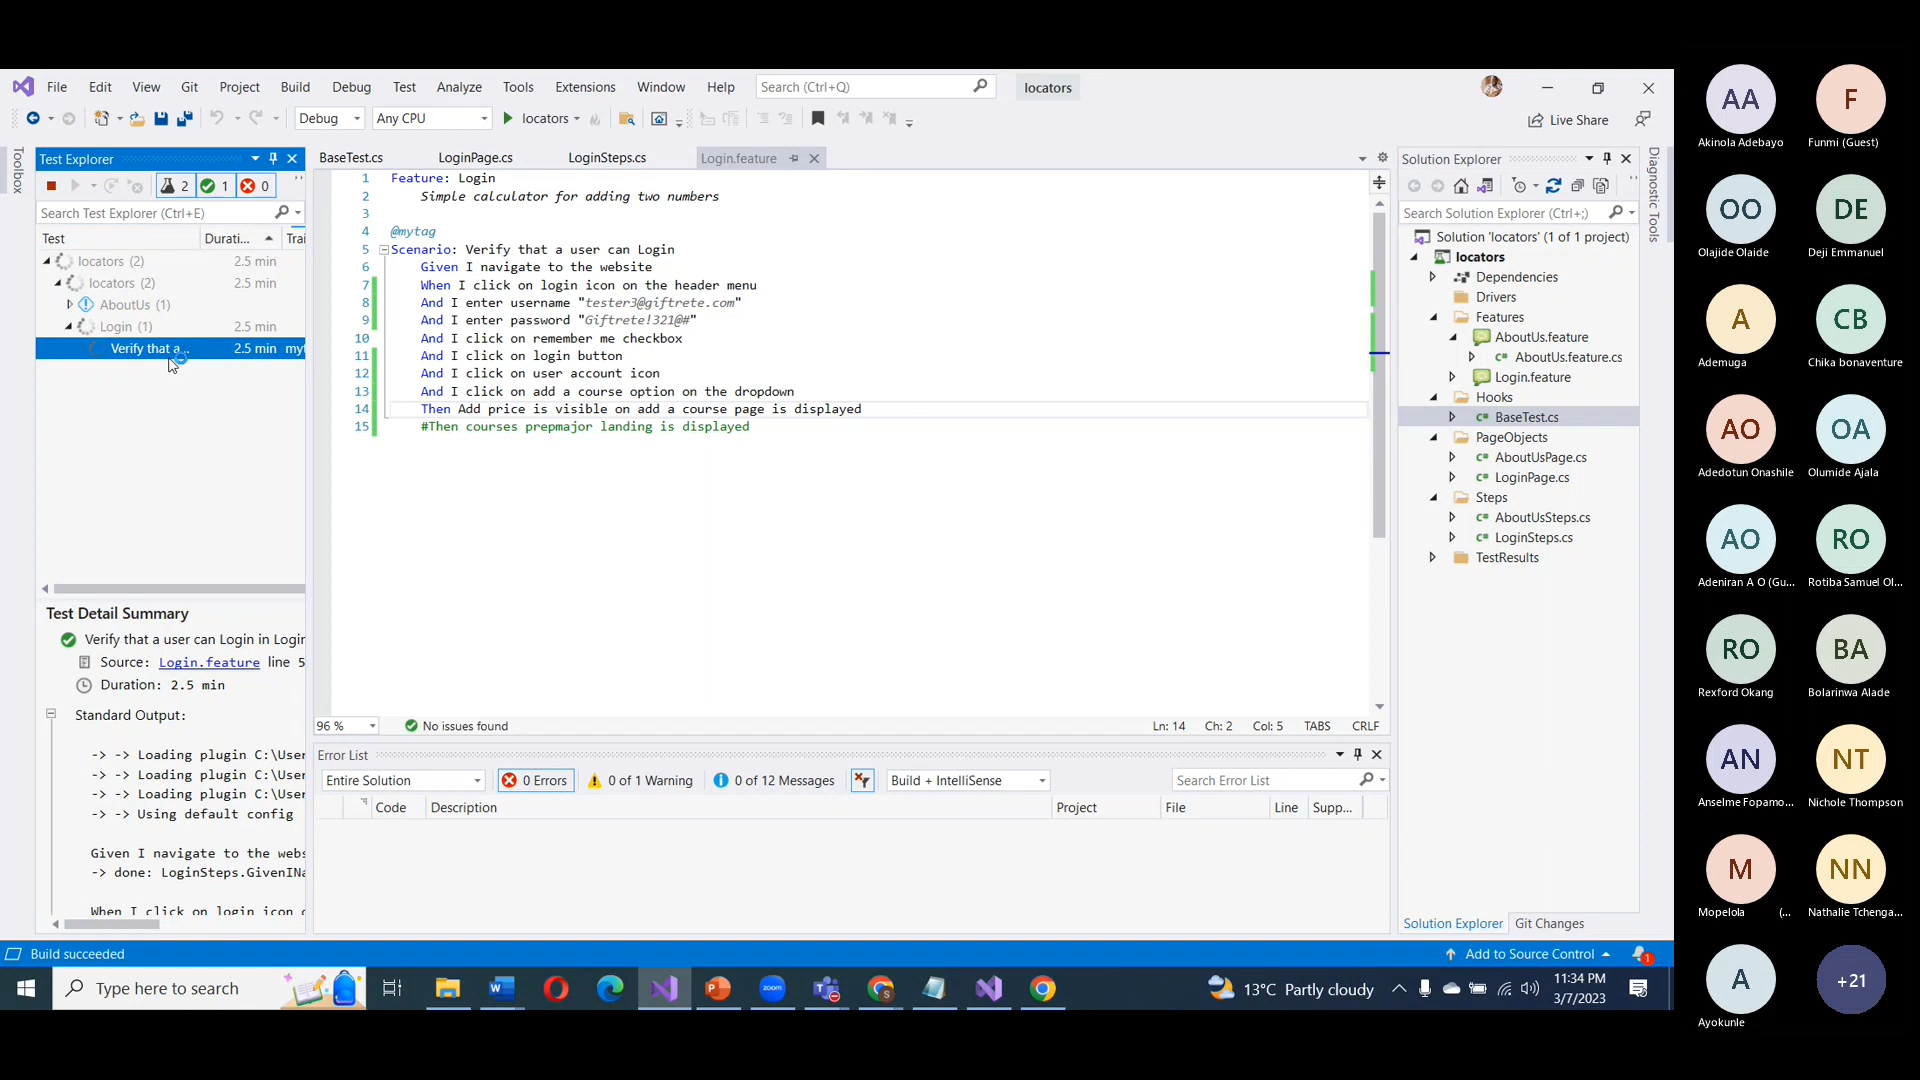 File Edit View Git Project Build Debug Test Analyze Tools Extensions Window Help Search (Ctrl+Q) locators
Debug Any CPU locators Live Share
Toolbox
Test Explorer
2 1 0
Search Test Explorer (Ctrl+E)
Test Durati... Trai
locators (2) 2.5 min
locators (2) 2.5 min
AboutUs (1)
Login (1) 2.5 min
Verify that a... 2.5 min myt
Test Detail Summary
Verify that a user can Login in Login
Source: Login.feature line 5
Duration: 2.5 min
Standard Output:
-> -> Loading plugin C:\User
-> -> Loading plugin C:\User
-> -> Loading plugin C:\User
-> -> Using default config
Given I navigate to the webs
-> done: LoginSteps.GivenINa
When I click on login icon o
BaseTest.cs LoginPage.cs LoginSteps.cs Login.feature
1 Feature: Login
2 Simple calculator for adding two numbers
3
4 @mytag
5 Scenario: Verify that a user can Login
6 Given I navigate to the website
7 When I click on login icon on the header menu
8 And I enter username "tester3@giftrete.com"
9 And I enter password "Giftrete!321@#"
10 And I click on remember me checkbox
11 And I click on login button
12 And I click on user account icon
13 And I click on add a course option on the dropdown
14 Then Add price is visible on add a course page is displayed
15 #Then courses prepmajor landing is displayed
96 % No issues found Ln: 14 Ch: 2 Col: 5 TABS CRLF
Error List
Entire Solution 0 Errors 0 of 1 Warning 0 of 12 Messages Build + IntelliSense Search Error List
Code Description Project File Line Supp...
Solution Explorer
Search Solution Explorer (Ctrl+;)
Solution 'locators' (1 of 1 project)
locators
Dependencies
Drivers
Features
AboutUs.feature
AboutUs.feature.cs
Login.feature
Hooks
BaseTest.cs
PageObjects
AboutUsPage.cs
LoginPage.cs
Steps
AboutUsSteps.cs
LoginSteps.cs
TestResults
Solution Explorer Git Changes
Diagnostic Tools
Build succeeded Add to Source Control 1
Type here to search zoom 13°C Partly cloudy 11:34 PM
3/7/2023
AA F
Akinola Adebayo Funmi (Guest)
OO DE
Olajide Olaide Deji Emmanuel
A CB
Ademuga Chika bonaventure
AO OA
Adedotun Onashile Olumide Ajala
AO RO
Adeniran A O (Gu... Rotiba Samuel Ol...
RO BA
Rexford Okang Bolarinwa Alade
AN NT
Anselme Fopamo... Nichole Thompson
M NN
Mopelola (... Nathalie Tchenga...
A +21
Ayokunle